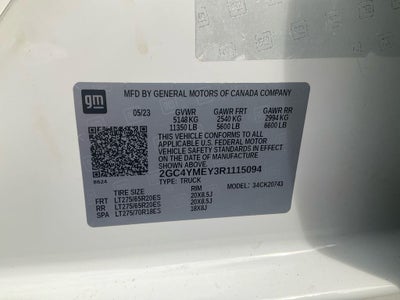 gm
MFD BY GENERAL MOTORS OF CANADA COMPANY
05/23 GVWR GAWR FRT GAWR RR
5148 KG 2540 KG 2994 KG
11350 LB 5600 LB 6600 LB
THIS VEHICLE CONFORMS TO ALL
APPLICABLE U.S. FEDERAL MOTOR
VEHICLE SAFETY STANDARDS IN EFFECT
ON THE DATE OF MANUFACTURE
SHOWN ABOVE.
2GC4YMEY3R1115094
TYPE: TRUCK
8624
MODEL: 34CK20743
TIRE SIZE RIM
FRT LT275/65R20ES 20X8.5J
RR LT275/65R20ES 20X8.5J
SPA LT275/70R18ES 18X8J